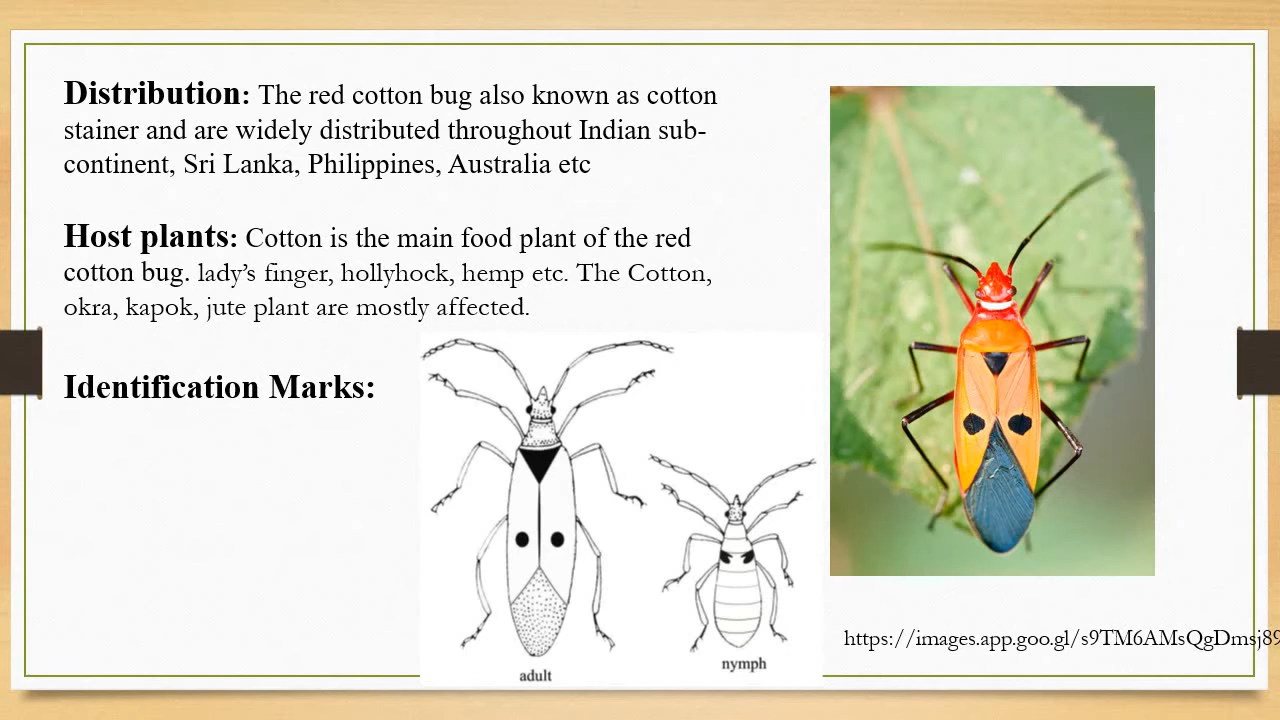 Distribution: The red cotton bug also known as cotton
stainer and are widely distributed throughout Indian sub-
continent, Sri Lanka, Philippines, Australia etc
Host plants: Cotton is the main food plant of the red
cotton bug. lady’s finger, hollyhock, hemp etc. The Cotton,
okra, kapok, jute plant are mostly affected.
Identification Marks:
adult
nymph
https://images.app.goo.gl/s9TM6AMsQgDmsj89